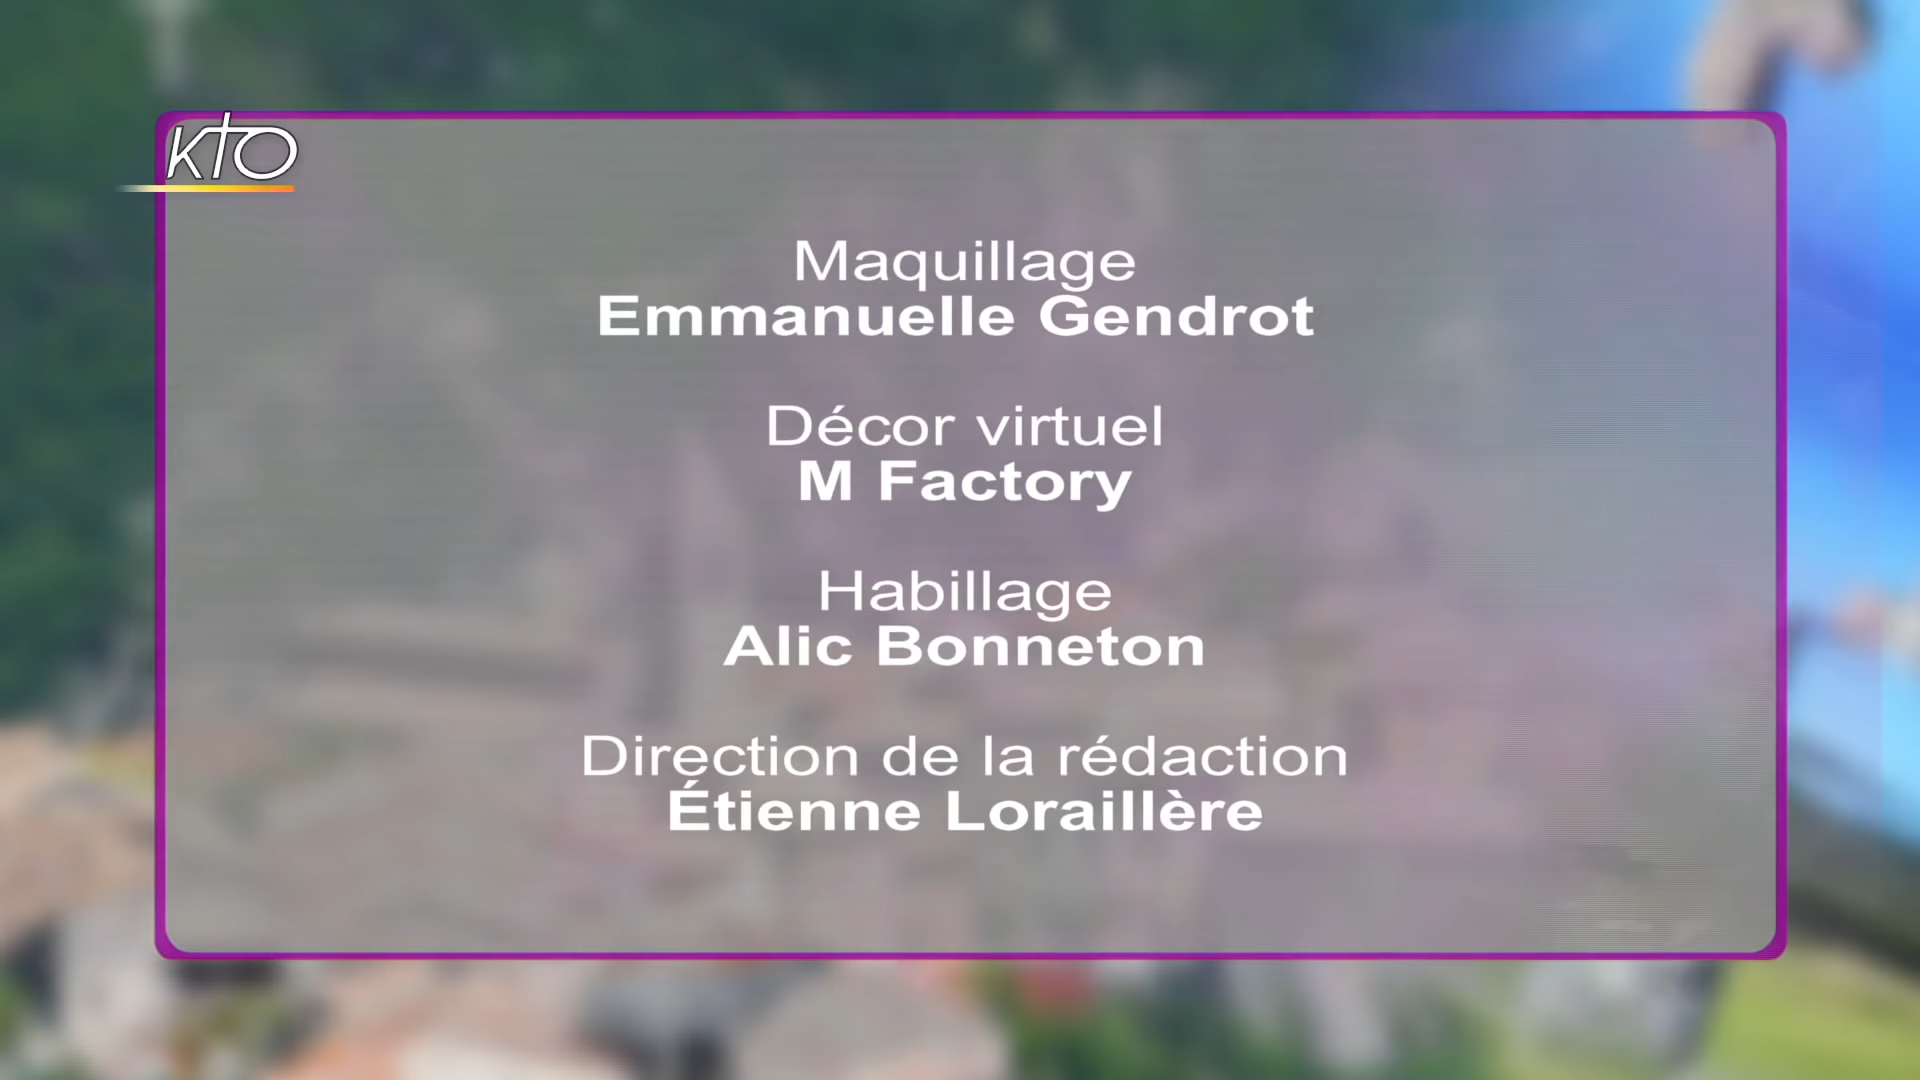 KTO
Maquillage
Emmanuelle Gendrot
Décor virtuel
M Factory
Habillage
Alic Bonneton
Direction de la rédaction
Étienne Loraillère